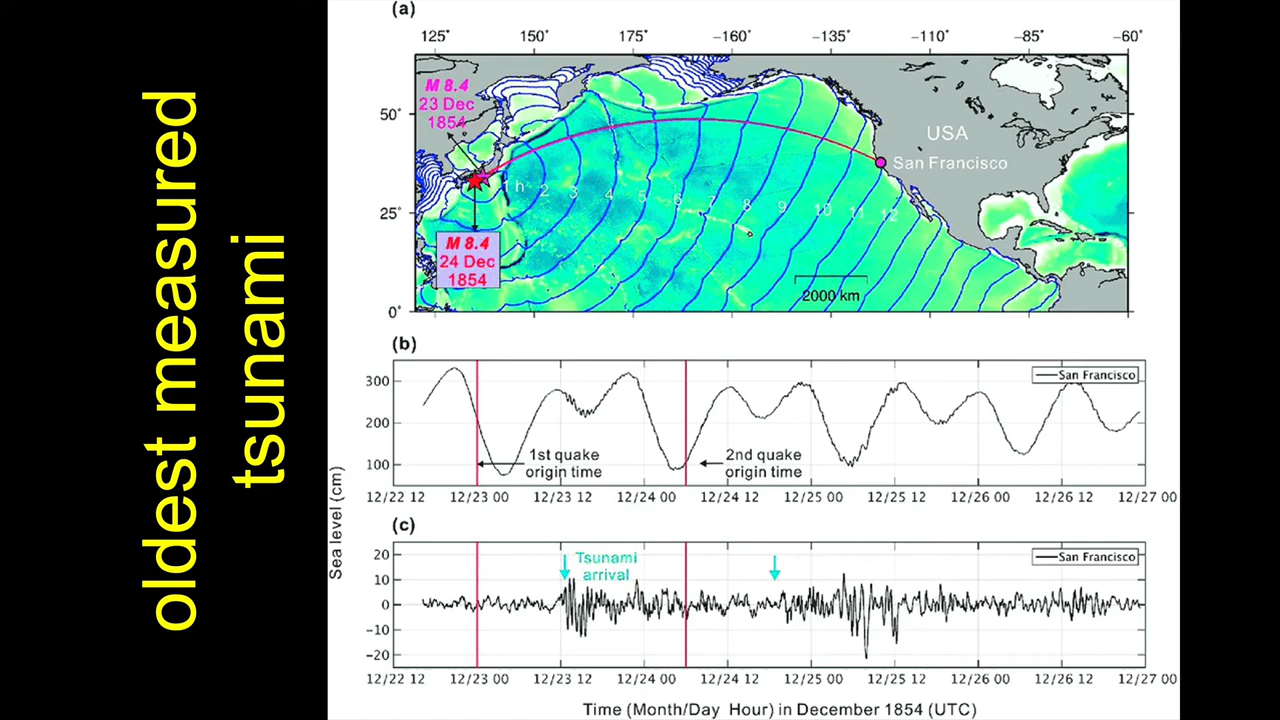 oldest measured
tsunami
(a)
125° 150° 175° −160° −135° −110° −85° −60°
50°
25°
0°
M 8.4
23 Dec
1854
M 8.4
24 Dec
1854
USA
San Francisco
1 h 2 3 4 5 6 7 8 9 10 11 12
2000 km
(b)
300
200
100
San Francisco
1st quake
origin time
2nd quake
origin time
12/22 12 12/23 00 12/23 12 12/24 00 12/24 12 12/25 00 12/25 12 12/26 00 12/26 12 12/27 00
Sea level (cm)
(c)
20
10
0
−10
−20
Tsunami
arrival
San Francisco
12/22 12 12/23 00 12/23 12 12/24 00 12/24 12 12/25 00 12/25 12 12/26 00 12/26 12 12/27 00
Time (Month/Day Hour) in December 1854 (UTC)